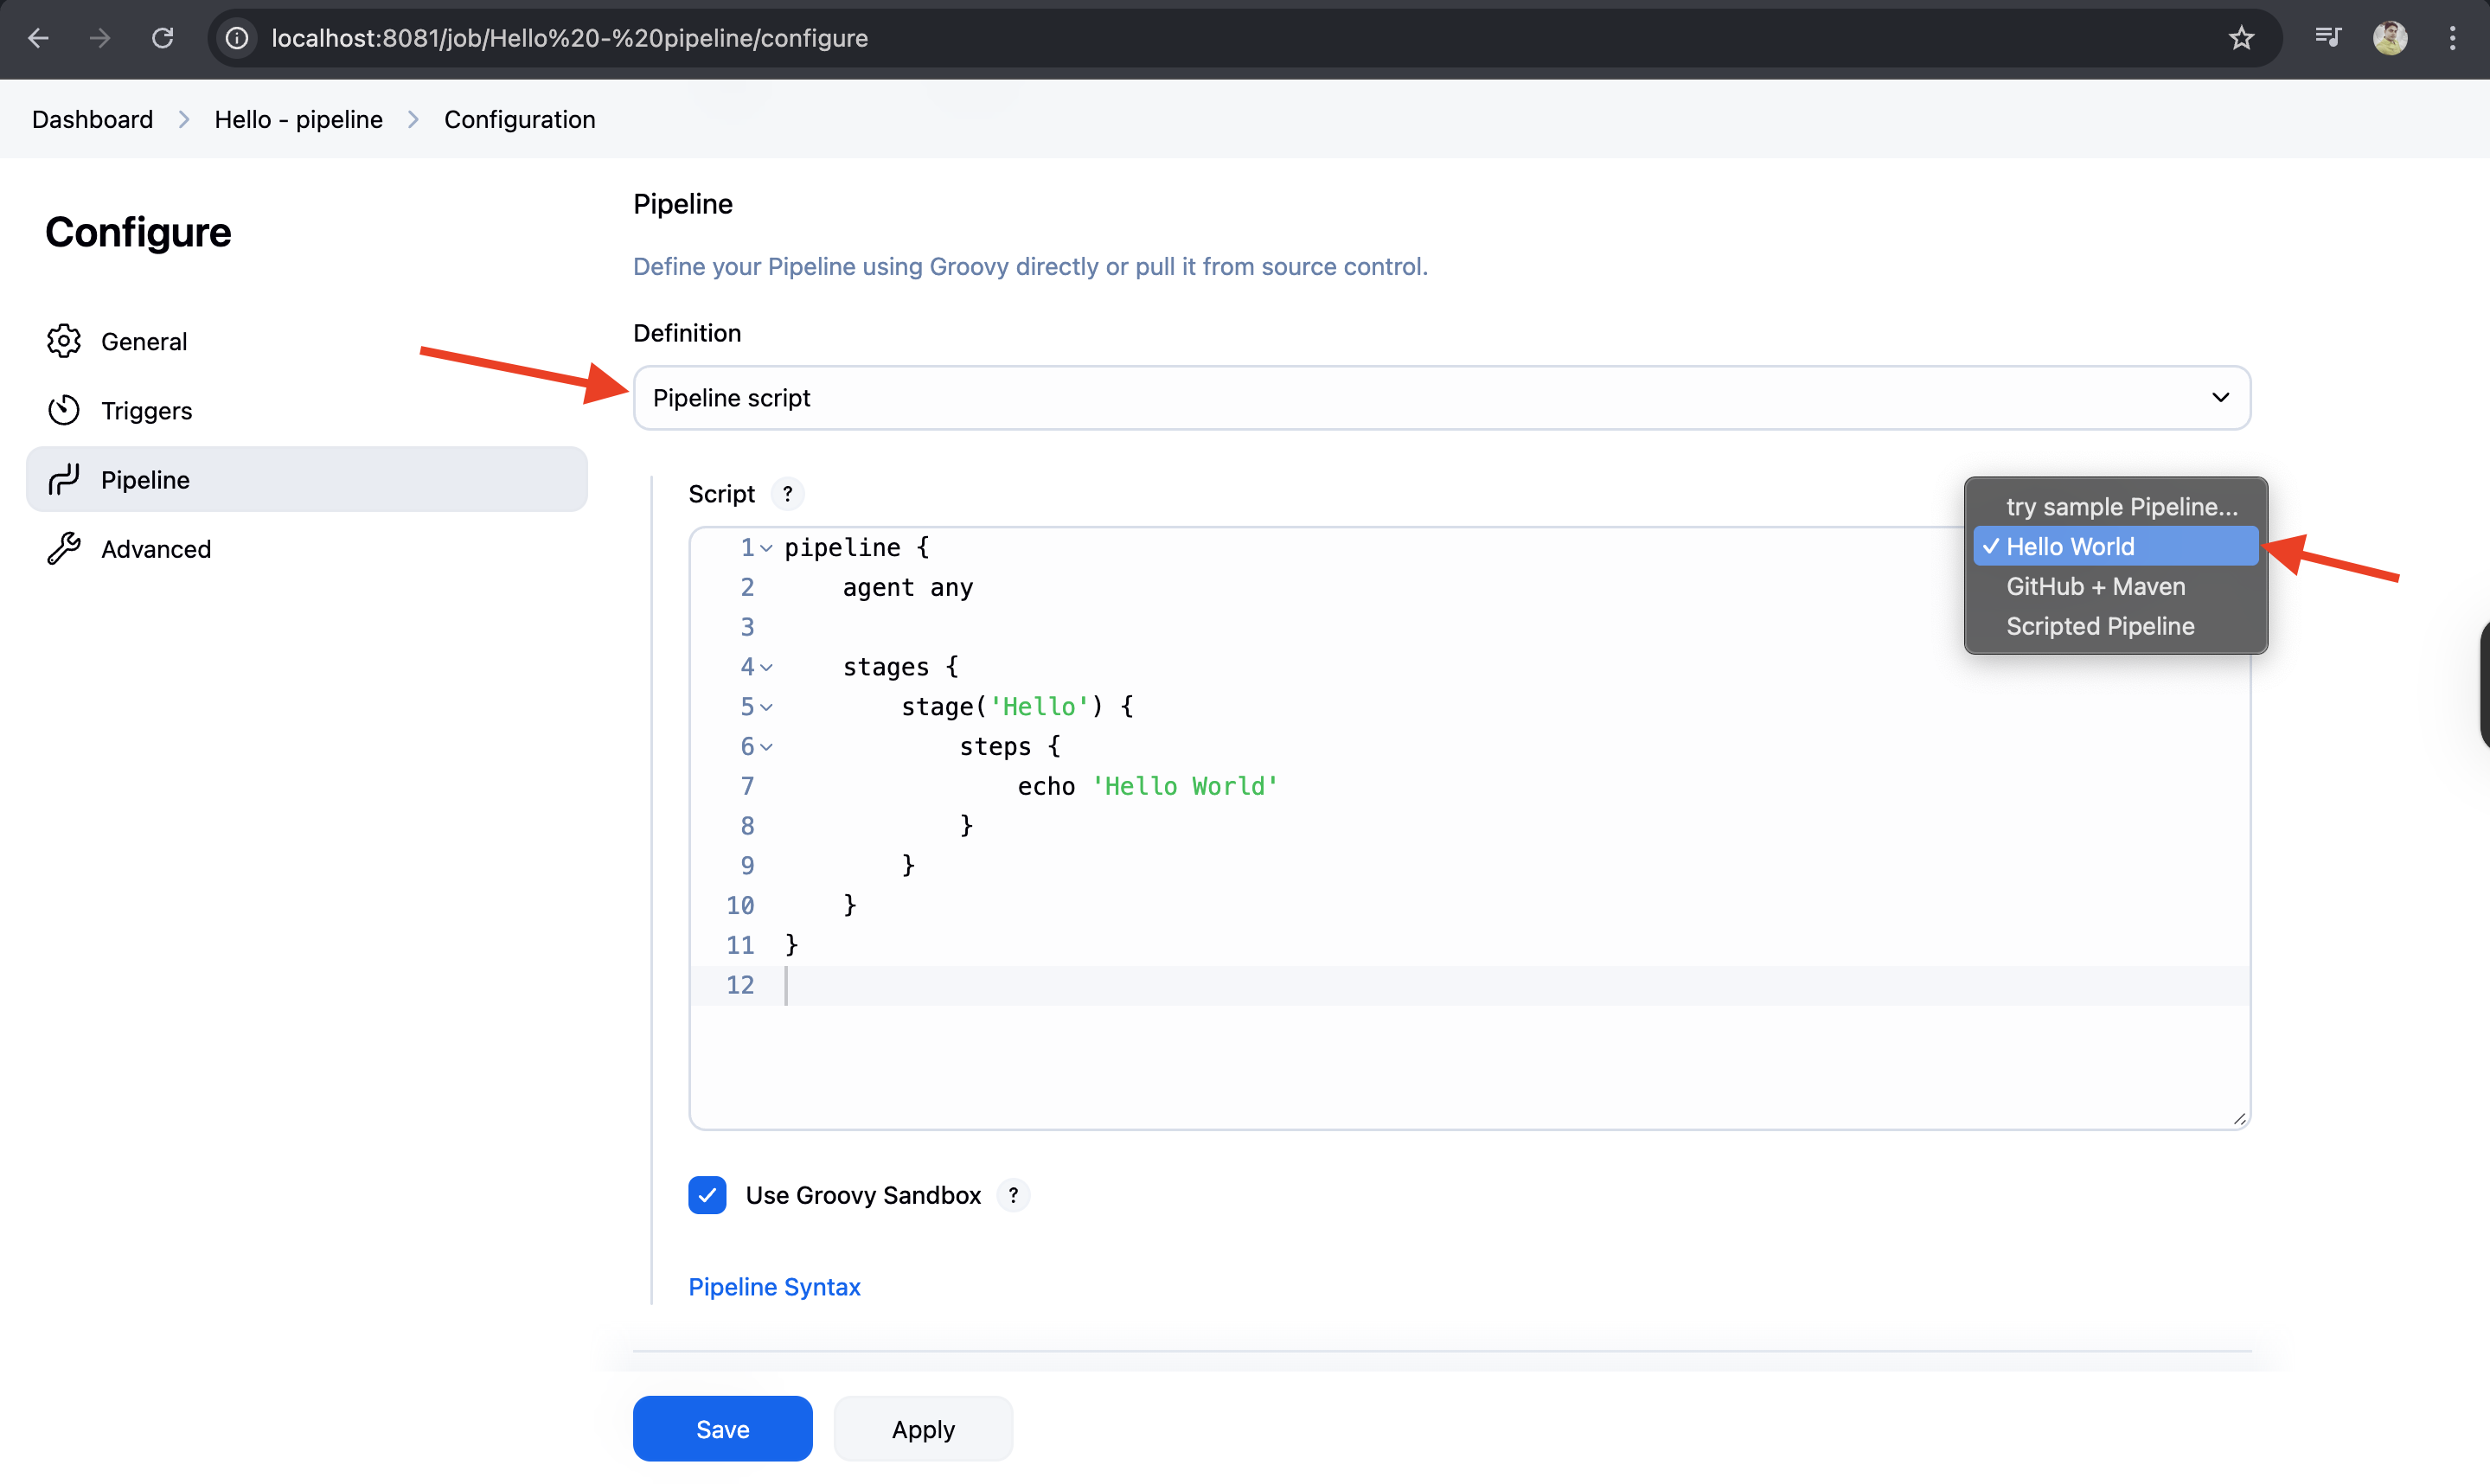 localhost:8081/job/Hello%20-%20pipeline/configure
Dashboard > Hello - pipeline > Configuration
Configure
General
Triggers
Pipeline
Advanced
Pipeline
Define your Pipeline using Groovy directly or pull it from source control.
Definition
Pipeline script
Script ?
try sample Pipeline...
✓ Hello World
GitHub + Maven
Scripted Pipeline
1 pipeline {
2     agent any
3
4     stages {
5         stage('Hello') {
6             steps {
7                 echo 'Hello World'
8             }
9         }
10     }
11 }
12
Use Groovy Sandbox ?
Pipeline Syntax
Save
Apply